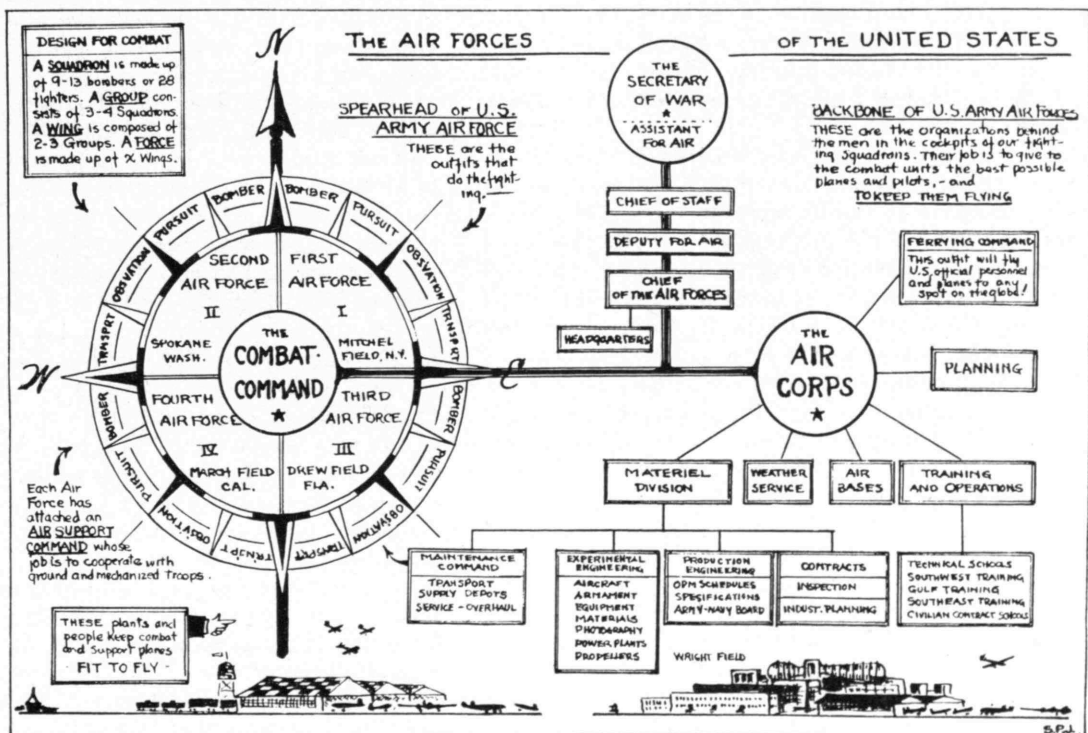 THE AIR FORCES
OF THE UNITED STATES
DESIGN FOR COMBAT
A SQUADRON is made up
of 9-13 bombers or 28
fighters. A GROUP con-
sists of 3-4 Squadrons.
A WING is composed of
2-3 Groups. A FORCE
is made up of X Wings.
N
SPEARHEAD OF U.S.
ARMY AIR FORCE
THESE are the
outfits that
do the fight-
ing.-
THE
SECRETARY
OF WAR
ASSISTANT
FOR AIR
CHIEF OF STAFF
DEPUTY FOR AIR
CHIEF
OF THE AIR FORCES
HEADQUARTERS
BACKBONE OF U.S. ARMY AIR FORCES
THESE are the organizations behind
the men in the cockpits of our fight-
ing Squadrons. Their job is to give to
the combat units the best possible
planes and pilots, - and
TO KEEP THEM FLYING
FERRYING COMMAND
This outfit will fly
U.S. official personnel
and planes to any
spot on the globe!
THE
AIR
CORPS
PLANNING
BOMBER
PURSUIT
OBSVATION
TRNSPRT
BOMBER
PURSUIT
OBSVATION
TRNSPRT
TRNSPT
OBSVATION
PURSUIT
BOMBER
TRNSPRT
OBSVATION
PURSUIT
BOMBER
SECOND
AIR FORCE
II
SPOKANE
WASH.
FIRST
AIR FORCE
I
MITCHEL
FIELD, N.Y.
THE
COMBAT-
COMMAND
W
E
FOURTH
AIR FORCE
IV
MARCH FIELD
CAL.
THIRD
AIR FORCE
III
DREW FIELD
FLA.
Each Air
Force has
attached an
AIR SUPPORT
COMMAND whose
job is to cooperate with
ground and mechanized Troops.
MATERIEL
DIVISION
WEATHER
SERVICE
AIR
BASES
TRAINING
AND OPERATIONS
MAINTENANCE
COMMAND
TRANSPORT
SUPPLY DEPOTS
SERVICE - OVERHAUL
EXPERIMENTAL
ENGINEERING
AIRCRAFT
ARMAMENT
EQUIPMENT
MATERIALS
PHOTOGRAPHY
POWER PLANTS
PROPELLERS
PRODUCTION
ENGINEERING
OPM SCHEDULES
SPESIFICATIONS
ARMY-NAVY BOARD
CONTRACTS
INSPECTION
INDUST. PLANNING
TECHNICAL SCHOOLS
SOUTHWEST TRAINING
GULF TRAINING
SOUTHEAST TRAINING
CIVILIAN CONTRACT SCHOOLS
THESE plants and
people keep combat
and support planes
FIT TO FLY -
WRIGHT FIELD
S.P.J.